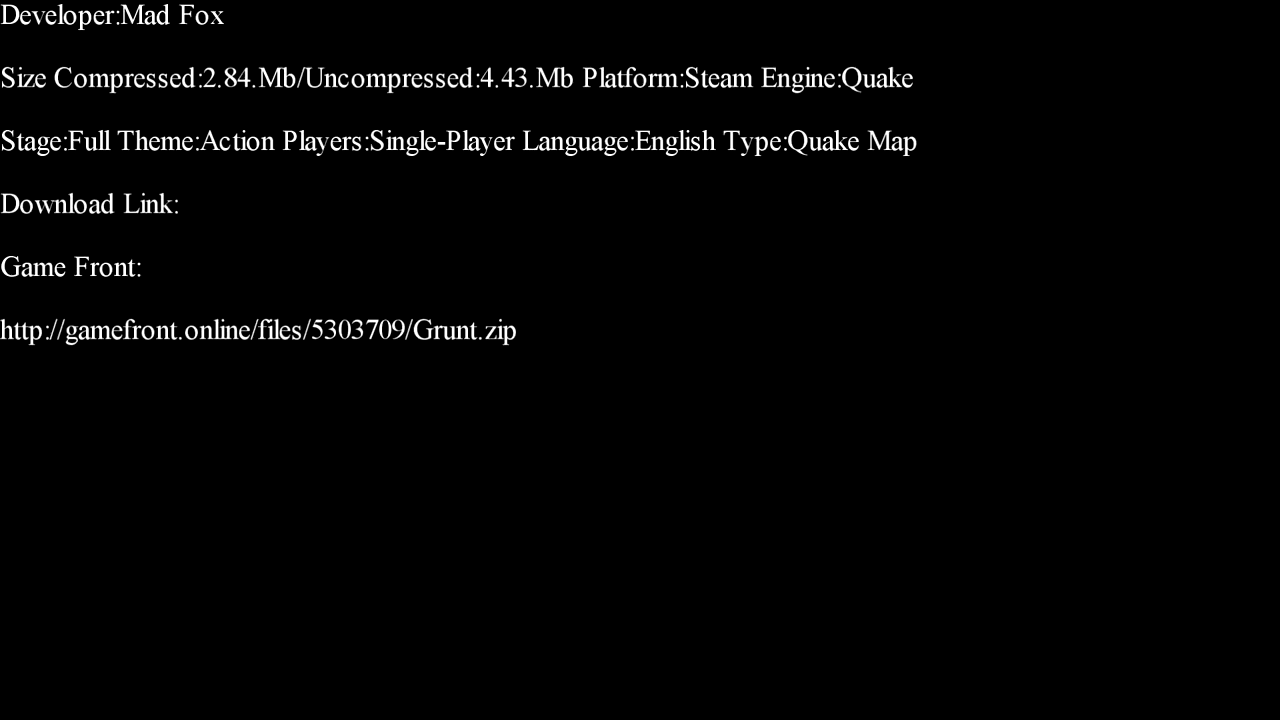 Developer:Mad Fox
Size Compressed:2.84.Mb/Uncompressed:4.43.Mb Platform:Steam Engine:Quake
Stage:Full Theme:Action Players:Single-Player Language:English Type:Quake Map
Download Link:
Game Front:
http://gamefront.online/files/5303709/Grunt.zip